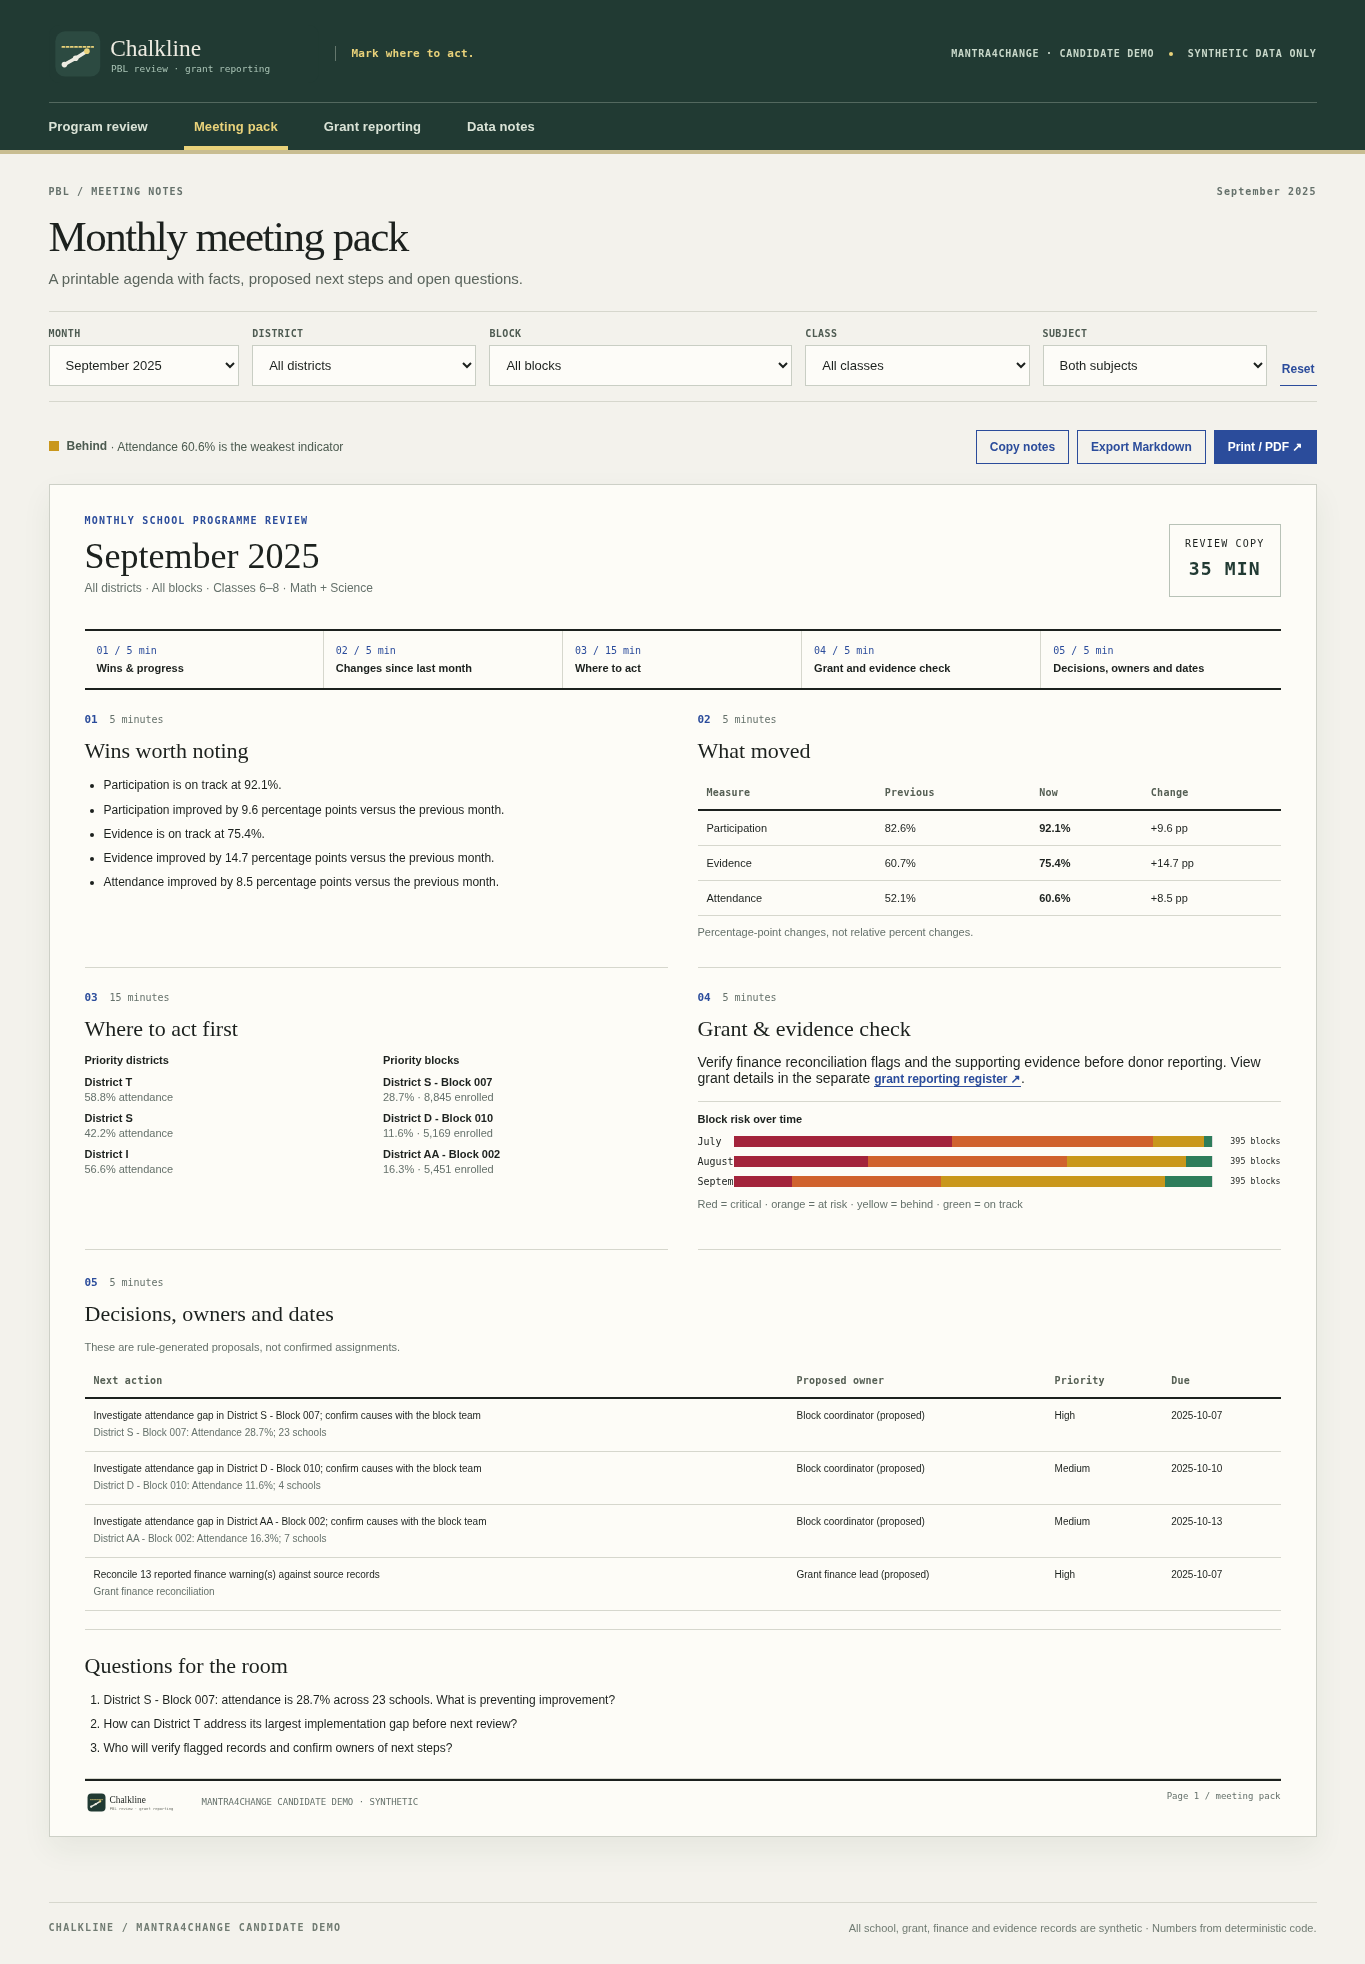 Chalkline
PBL review · grant reporting
Mark where to act.
MANTRA4CHANGE · CANDIDATE DEMO • SYNTHETIC DATA ONLY
Program review
Meeting pack
Grant reporting
Data notes
PBL / MEETING NOTES
September 2025
Monthly meeting pack
A printable agenda with facts, proposed next steps and open questions.
MONTH
DISTRICT
BLOCK
CLASS
SUBJECT
September 2025
All districts
All blocks
All classes
Both subjects
Reset
Behind · Attendance 60.6% is the weakest indicator
Copy notes
Export Markdown
Print / PDF ↗
MONTHLY SCHOOL PROGRAMME REVIEW
September 2025
All districts · All blocks · Classes 6–8 · Math + Science
REVIEW COPY
35 MIN
01 / 5 min
Wins & progress
02 / 5 min
Changes since last month
03 / 15 min
Where to act
04 / 5 min
Grant and evidence check
05 / 5 min
Decisions, owners and dates
01 5 minutes
Wins worth noting
• Participation is on track at 92.1%.
• Participation improved by 9.6 percentage points versus the previous month.
• Evidence is on track at 75.4%.
• Evidence improved by 14.7 percentage points versus the previous month.
• Attendance improved by 8.5 percentage points versus the previous month.
02 5 minutes
What moved
Measure Previous Now Change
Participation 82.6% 92.1% +9.6 pp
Evidence 60.7% 75.4% +14.7 pp
Attendance 52.1% 60.6% +8.5 pp
Percentage-point changes, not relative percent changes.
03 15 minutes
Where to act first
Priority districts
District T
58.8% attendance
District S
42.2% attendance
District I
56.6% attendance
Priority blocks
District S - Block 007
28.7% · 8,845 enrolled
District D - Block 010
11.6% · 5,169 enrolled
District AA - Block 002
16.3% · 5,451 enrolled
04 5 minutes
Grant & evidence check
Verify finance reconciliation flags and the supporting evidence before donor reporting. View
grant details in the separate grant reporting register ↗.
Block risk over time
July 395 blocks
August 395 blocks
Septem 395 blocks
Red = critical · orange = at risk · yellow = behind · green = on track
05 5 minutes
Decisions, owners and dates
These are rule-generated proposals, not confirmed assignments.
Next action Proposed owner Priority Due
Investigate attendance gap in District S - Block 007; confirm causes with the block team Block coordinator (proposed) High 2025-10-07
District S - Block 007: Attendance 28.7%; 23 schools
Investigate attendance gap in District D - Block 010; confirm causes with the block team Block coordinator (proposed) Medium 2025-10-10
District D - Block 010: Attendance 11.6%; 4 schools
Investigate attendance gap in District AA - Block 002; confirm causes with the block team Block coordinator (proposed) Medium 2025-10-13
District AA - Block 002: Attendance 16.3%; 7 schools
Reconcile 13 reported finance warning(s) against source records Grant finance lead (proposed) High 2025-10-07
Grant finance reconciliation
Questions for the room
1. District S - Block 007: attendance is 28.7% across 23 schools. What is preventing improvement?
2. How can District T address its largest implementation gap before next review?
3. Who will verify flagged records and confirm owners of next steps?
Chalkline
PBL review · grant reporting
MANTRA4CHANGE CANDIDATE DEMO · SYNTHETIC
Page 1 / meeting pack
CHALKLINE / MANTRA4CHANGE CANDIDATE DEMO
All school, grant, finance and evidence records are synthetic · Numbers from deterministic code.